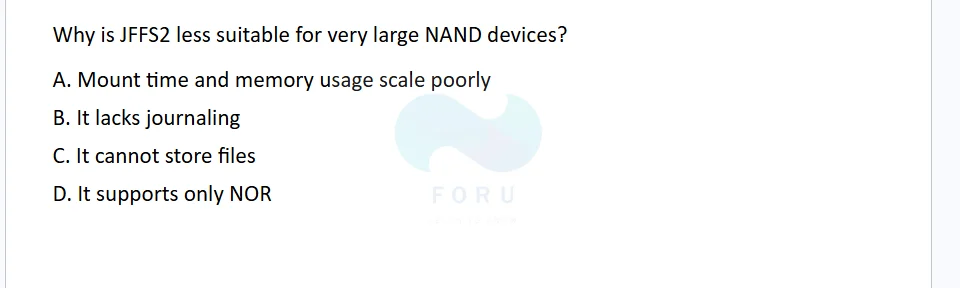 Why is JFFS2 less suitable for very large NAND devices?
A. Mount time and memory usage scale poorly
B. It lacks journaling
C. It cannot store files
D. It supports only NOR
FORU